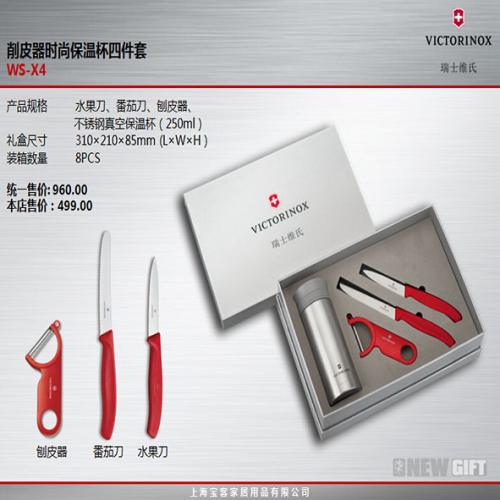 削皮器时尚保温杯四件套
WS-X4
VICTORINOX
瑞士维氏
产品规格 水果刀、番茄刀、刨皮器、
不锈钢真空保温杯（250ml）
礼盒尺寸 310×210×85mm (L×W×H)
装箱数量 8PCS
统一售价: 960.00
本店售价：499.00
VICTORINOX
瑞士维氏
VICTORINOX
刨皮器 番茄刀 水果刀
NEWGIFT
上海宝客家居用品有限公司